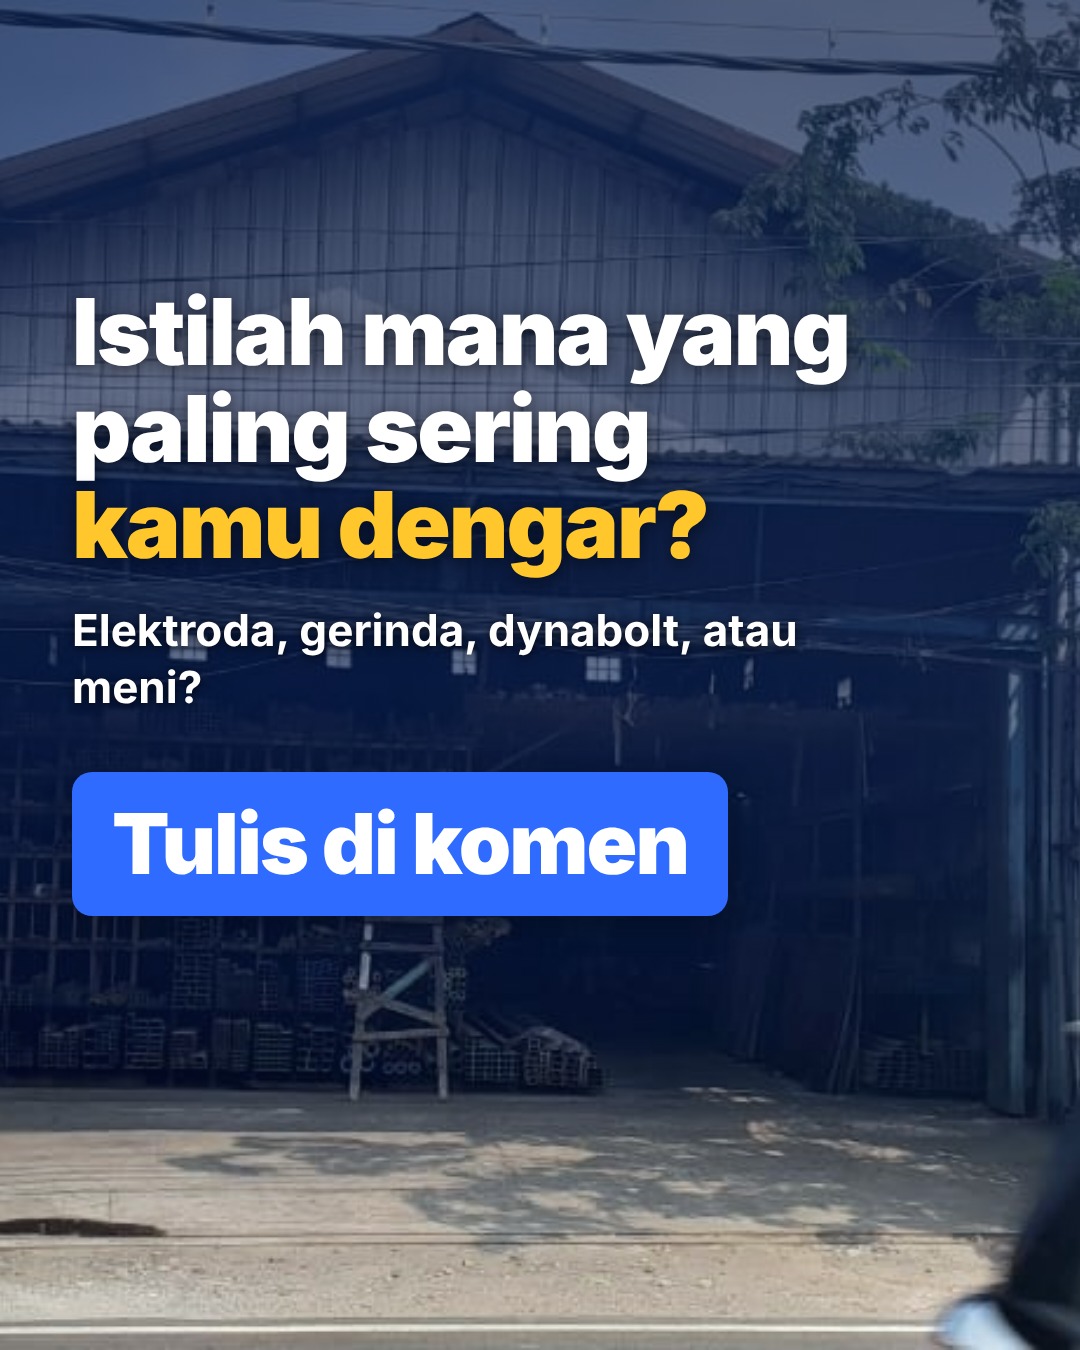 Istilah mana yang
paling sering
kamu dengar?
Elektroda, gerinda, dynabolt, atau
meni?
Tulis di komen